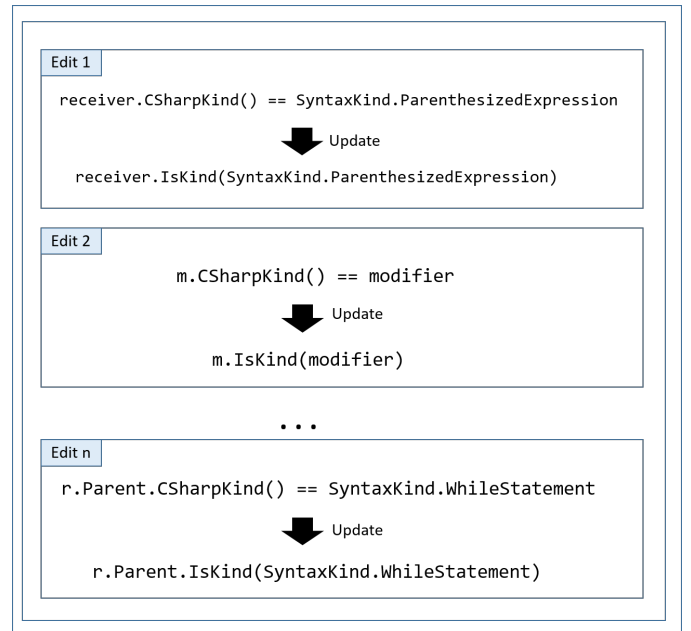 Edit 1
receiver.CSharpKind() == SyntaxKind.ParenthesizedExpression
Update
receiver.IsKind(SyntaxKind.ParenthesizedExpression)
Edit 2
m.CSharpKind() == modifier
Update
m.IsKind(modifier)
...
Edit n
r.Parent.CSharpKind() == SyntaxKind.WhileStatement
Update
r.Parent.IsKind(SyntaxKind.WhileStatement)